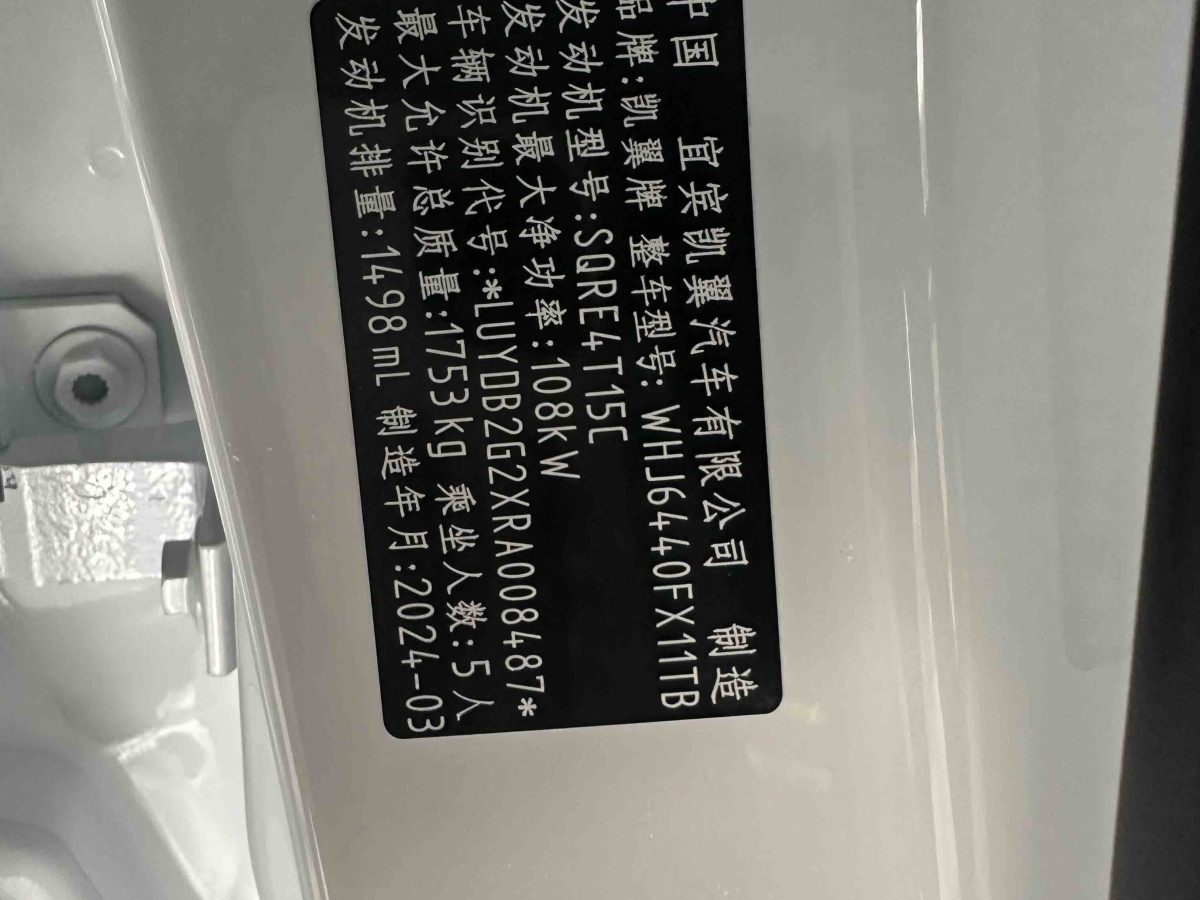 中国 宜宾凯翼汽车有限公司 制造
品牌:凯翼牌 整车型号: WHJ6440FX11TB
发动机型号:SQRE4T15C
发动机最大净功率:108kW
车辆识别代号:*LUYDB2G2XRA008487*
最大允许总质量:1753kg 乘坐人数:5人
发动机排量:1498mL 制造年月:2024-03